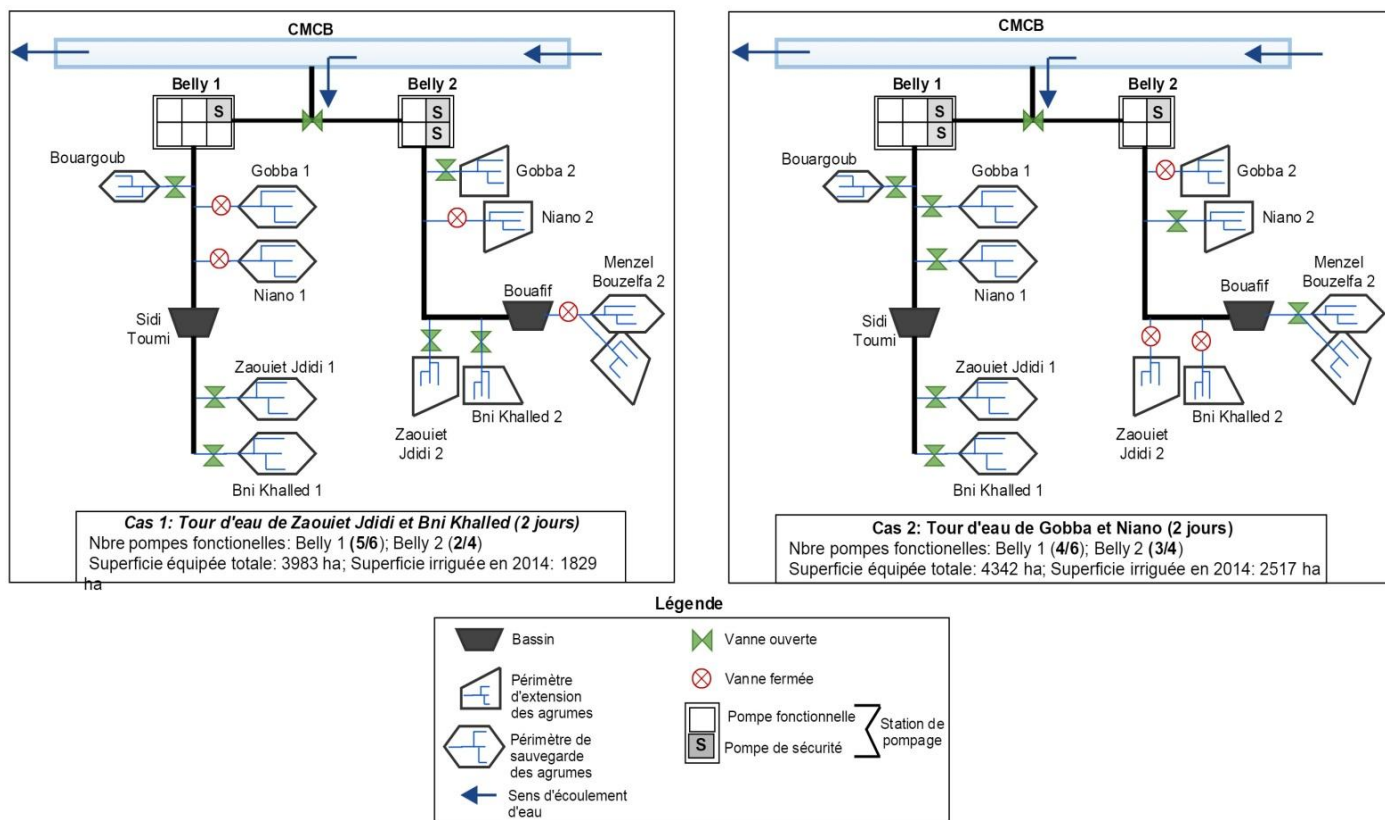 CMCB
Belly 1
Belly 2
S
S
S
Bouargoub
Gobba 1
Gobba 2
Niano 2
Niano 1
Menzel
Bouzelfa 2
Bouafif
Sidi
Toumi
Zaouiet Jdidi 1
Bni Khalled 2
Zaouiet
Jdidi 2
Bni Khalled 1
Cas 1: Tour d'eau de Zaouiet Jdidi et Bni Khalled (2 jours)
Nbre pompes fonctionelles: Belly 1 (5/6); Belly 2 (2/4)
Superficie équipée totale: 3983 ha; Superficie irriguée en 2014: 1829
ha
CMCB
Belly 1
Belly 2
S
S
S
Bouargoub
Gobba 1
Gobba 2
Niano 2
Niano 1
Menzel
Bouzelfa 2
Bouafif
Sidi
Toumi
Zaouiet Jdidi 1
Bni Khalled 2
Zaouiet
Jdidi 2
Bni Khalled 1
Cas 2: Tour d'eau de Gobba et Niano (2 jours)
Nbre pompes fonctionelles: Belly 1 (4/6); Belly 2 (3/4)
Superficie équipée totale: 4342 ha; Superficie irriguée en 2014: 2517 ha
Légende
Bassin
Périmètre
d'extension
des agrumes
Périmètre de
sauvegarde
des agrumes
Sens d'écoulement
d'eau
Vanne ouverte
Vanne fermée
Pompe fonctionnelle
S
Pompe de sécurité
Station de
pompage